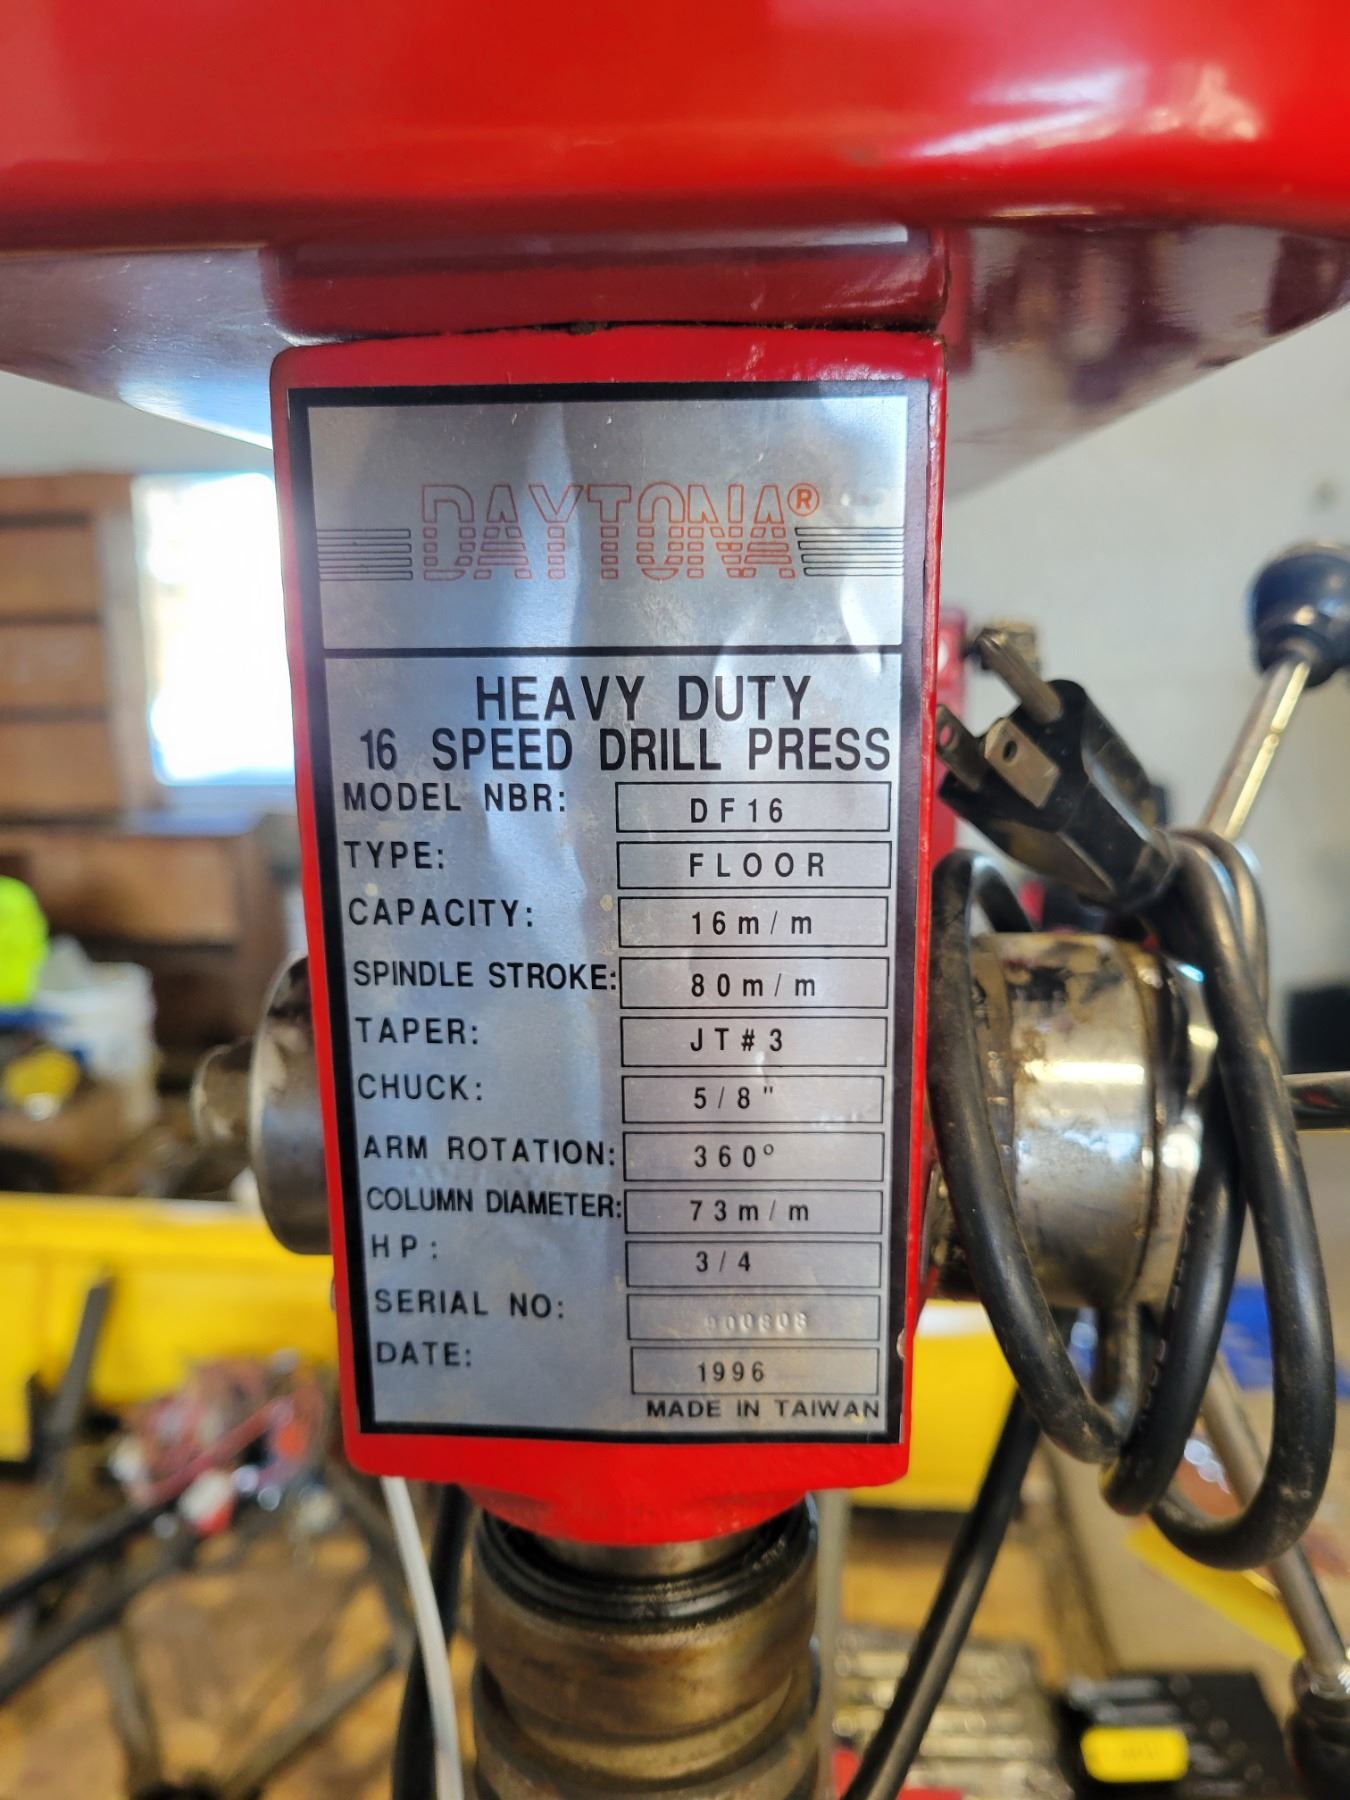 DAYTONA®
HEAVY DUTY
16 SPEED DRILL PRESS
MODEL NBR: DF16
TYPE: FLOOR
CAPACITY: 16m/m
SPINDLE STROKE: 80m/m
TAPER: JT#3
CHUCK: 5/8"
ARM ROTATION: 360°
COLUMN DIAMETER: 73m/m
HP: 3/4
SERIAL NO: 900808
DATE: 1996
MADE IN TAIWAN